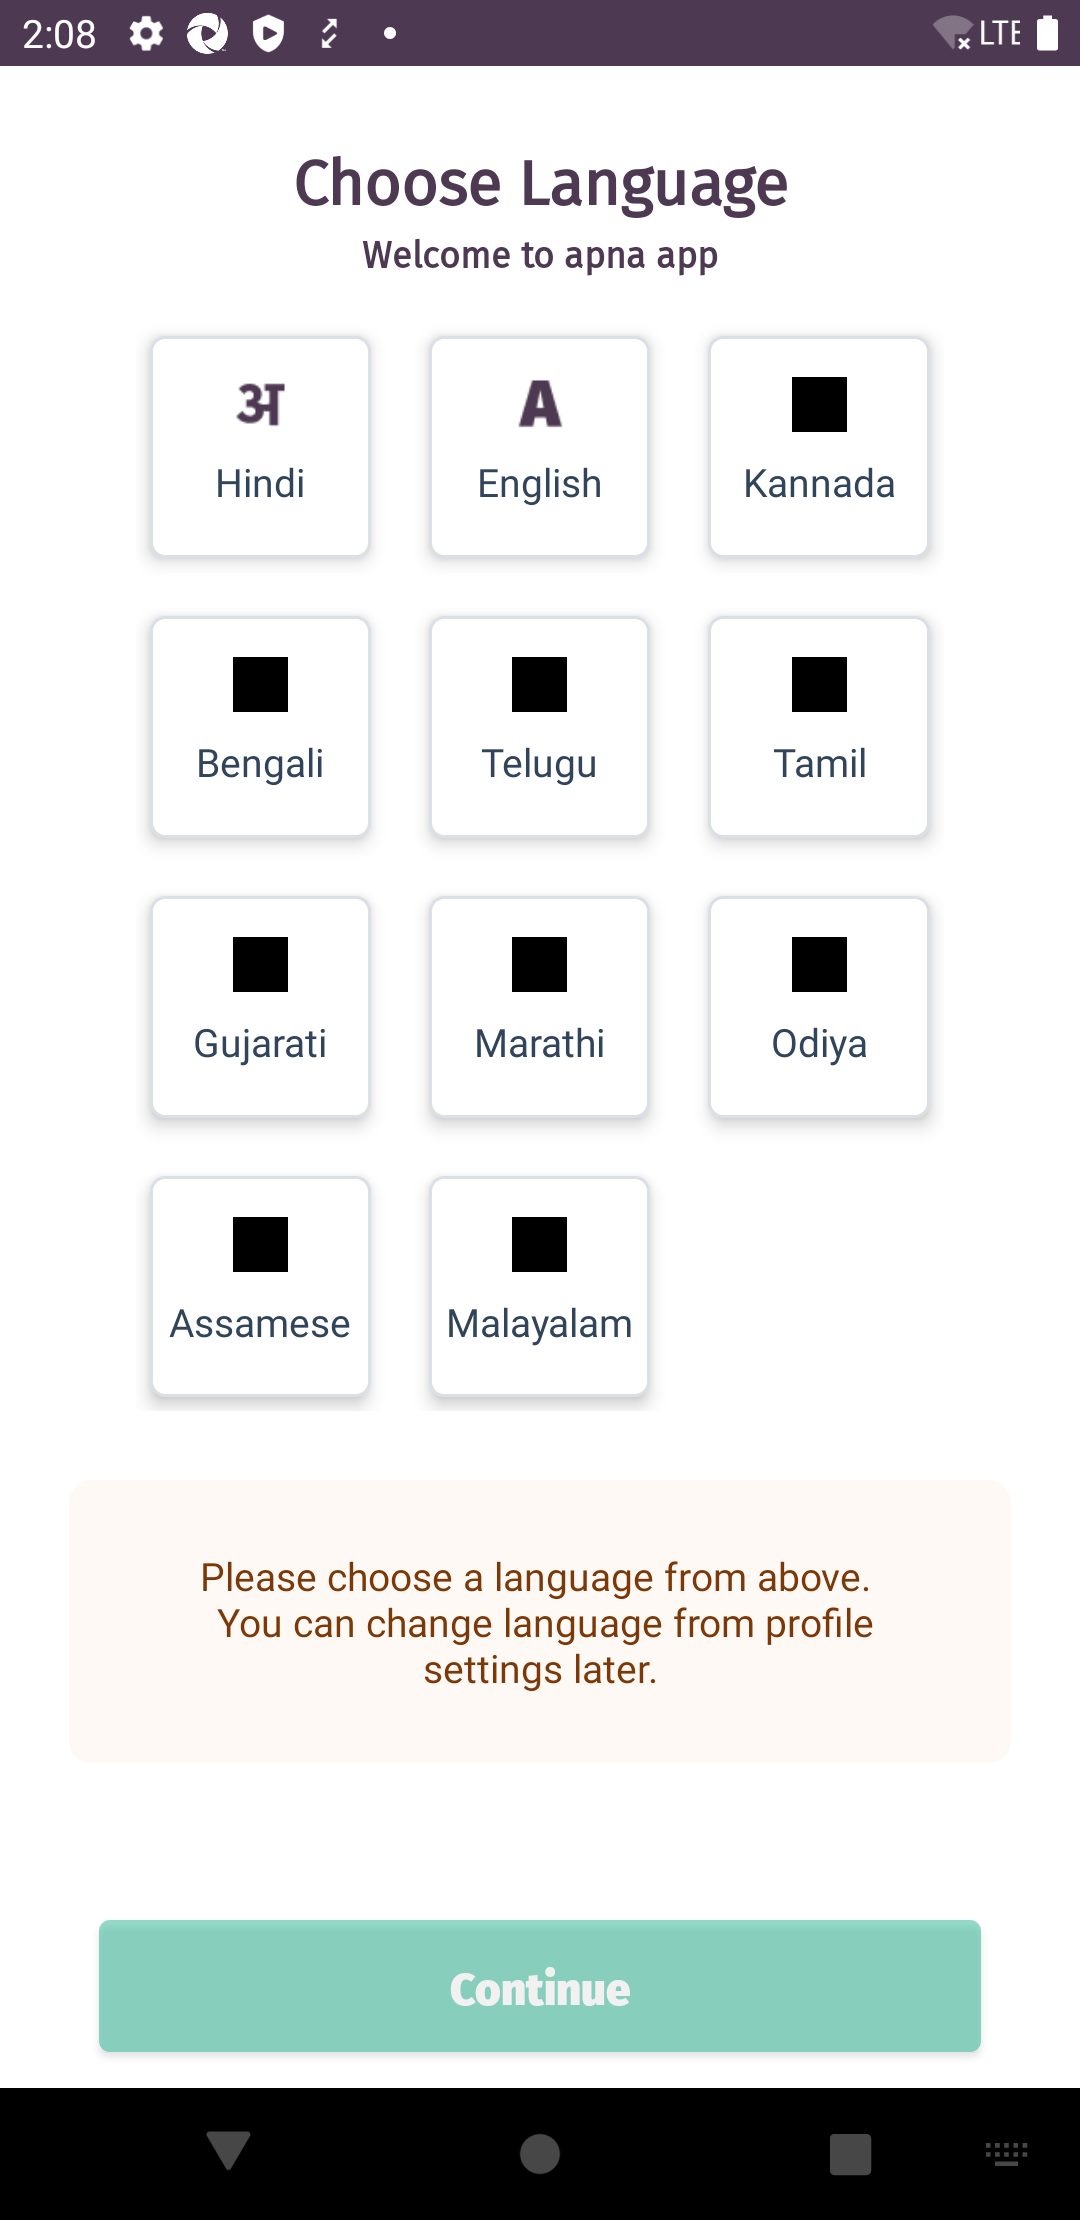 2:08
LTE
Choose Language
Welcome to apna app
अ
A
Hindi
English
Kannada
Bengali
Telugu
Tamil
Gujarati
Marathi
Odiya
Assamese
Malayalam
Please choose a language from above.
You can change language from profile
settings later.
Continue